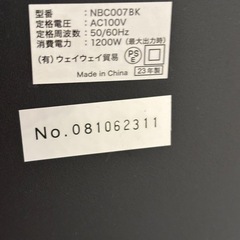 型番 : NBC007BK
定格電圧 : AC100V
定格周波数 : 50/60Hz
消費電力 : 1200W (最大出力時)
(有) ウェイウェイ貿易
PS
E
Made in China
23年製
No.081062311